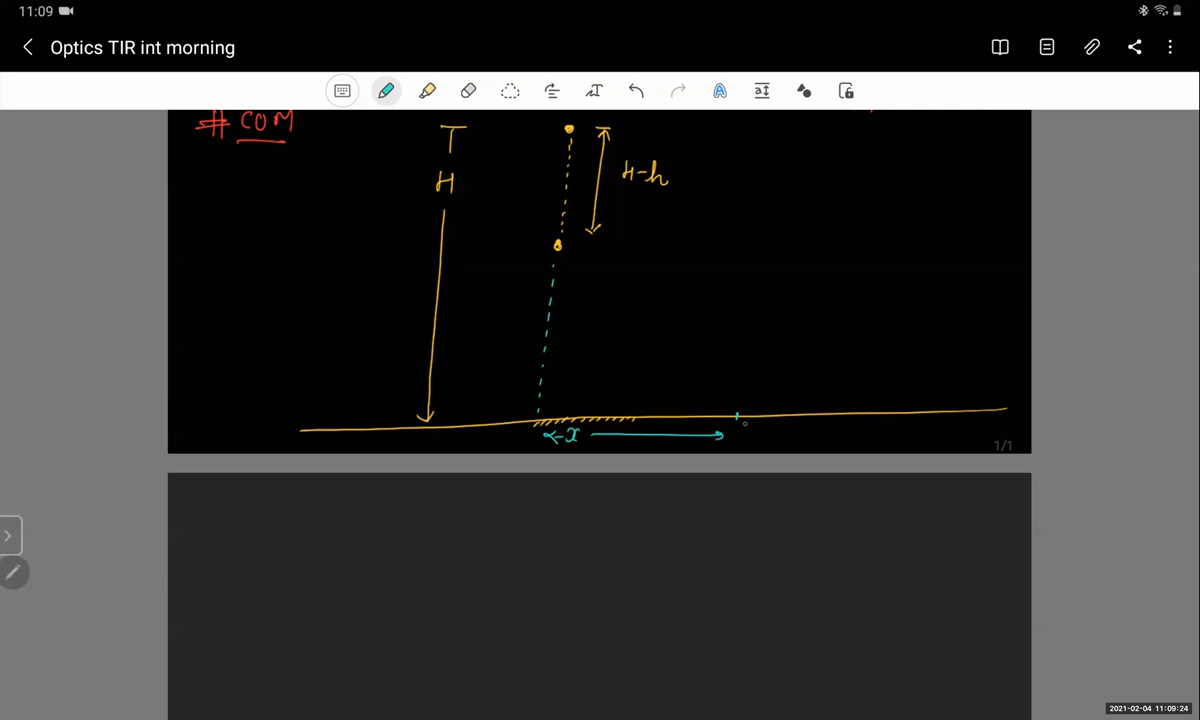 11:09
Optics TIR int morning
# COM
H
H-h
x
1/1
2021-02-04 11:09:24